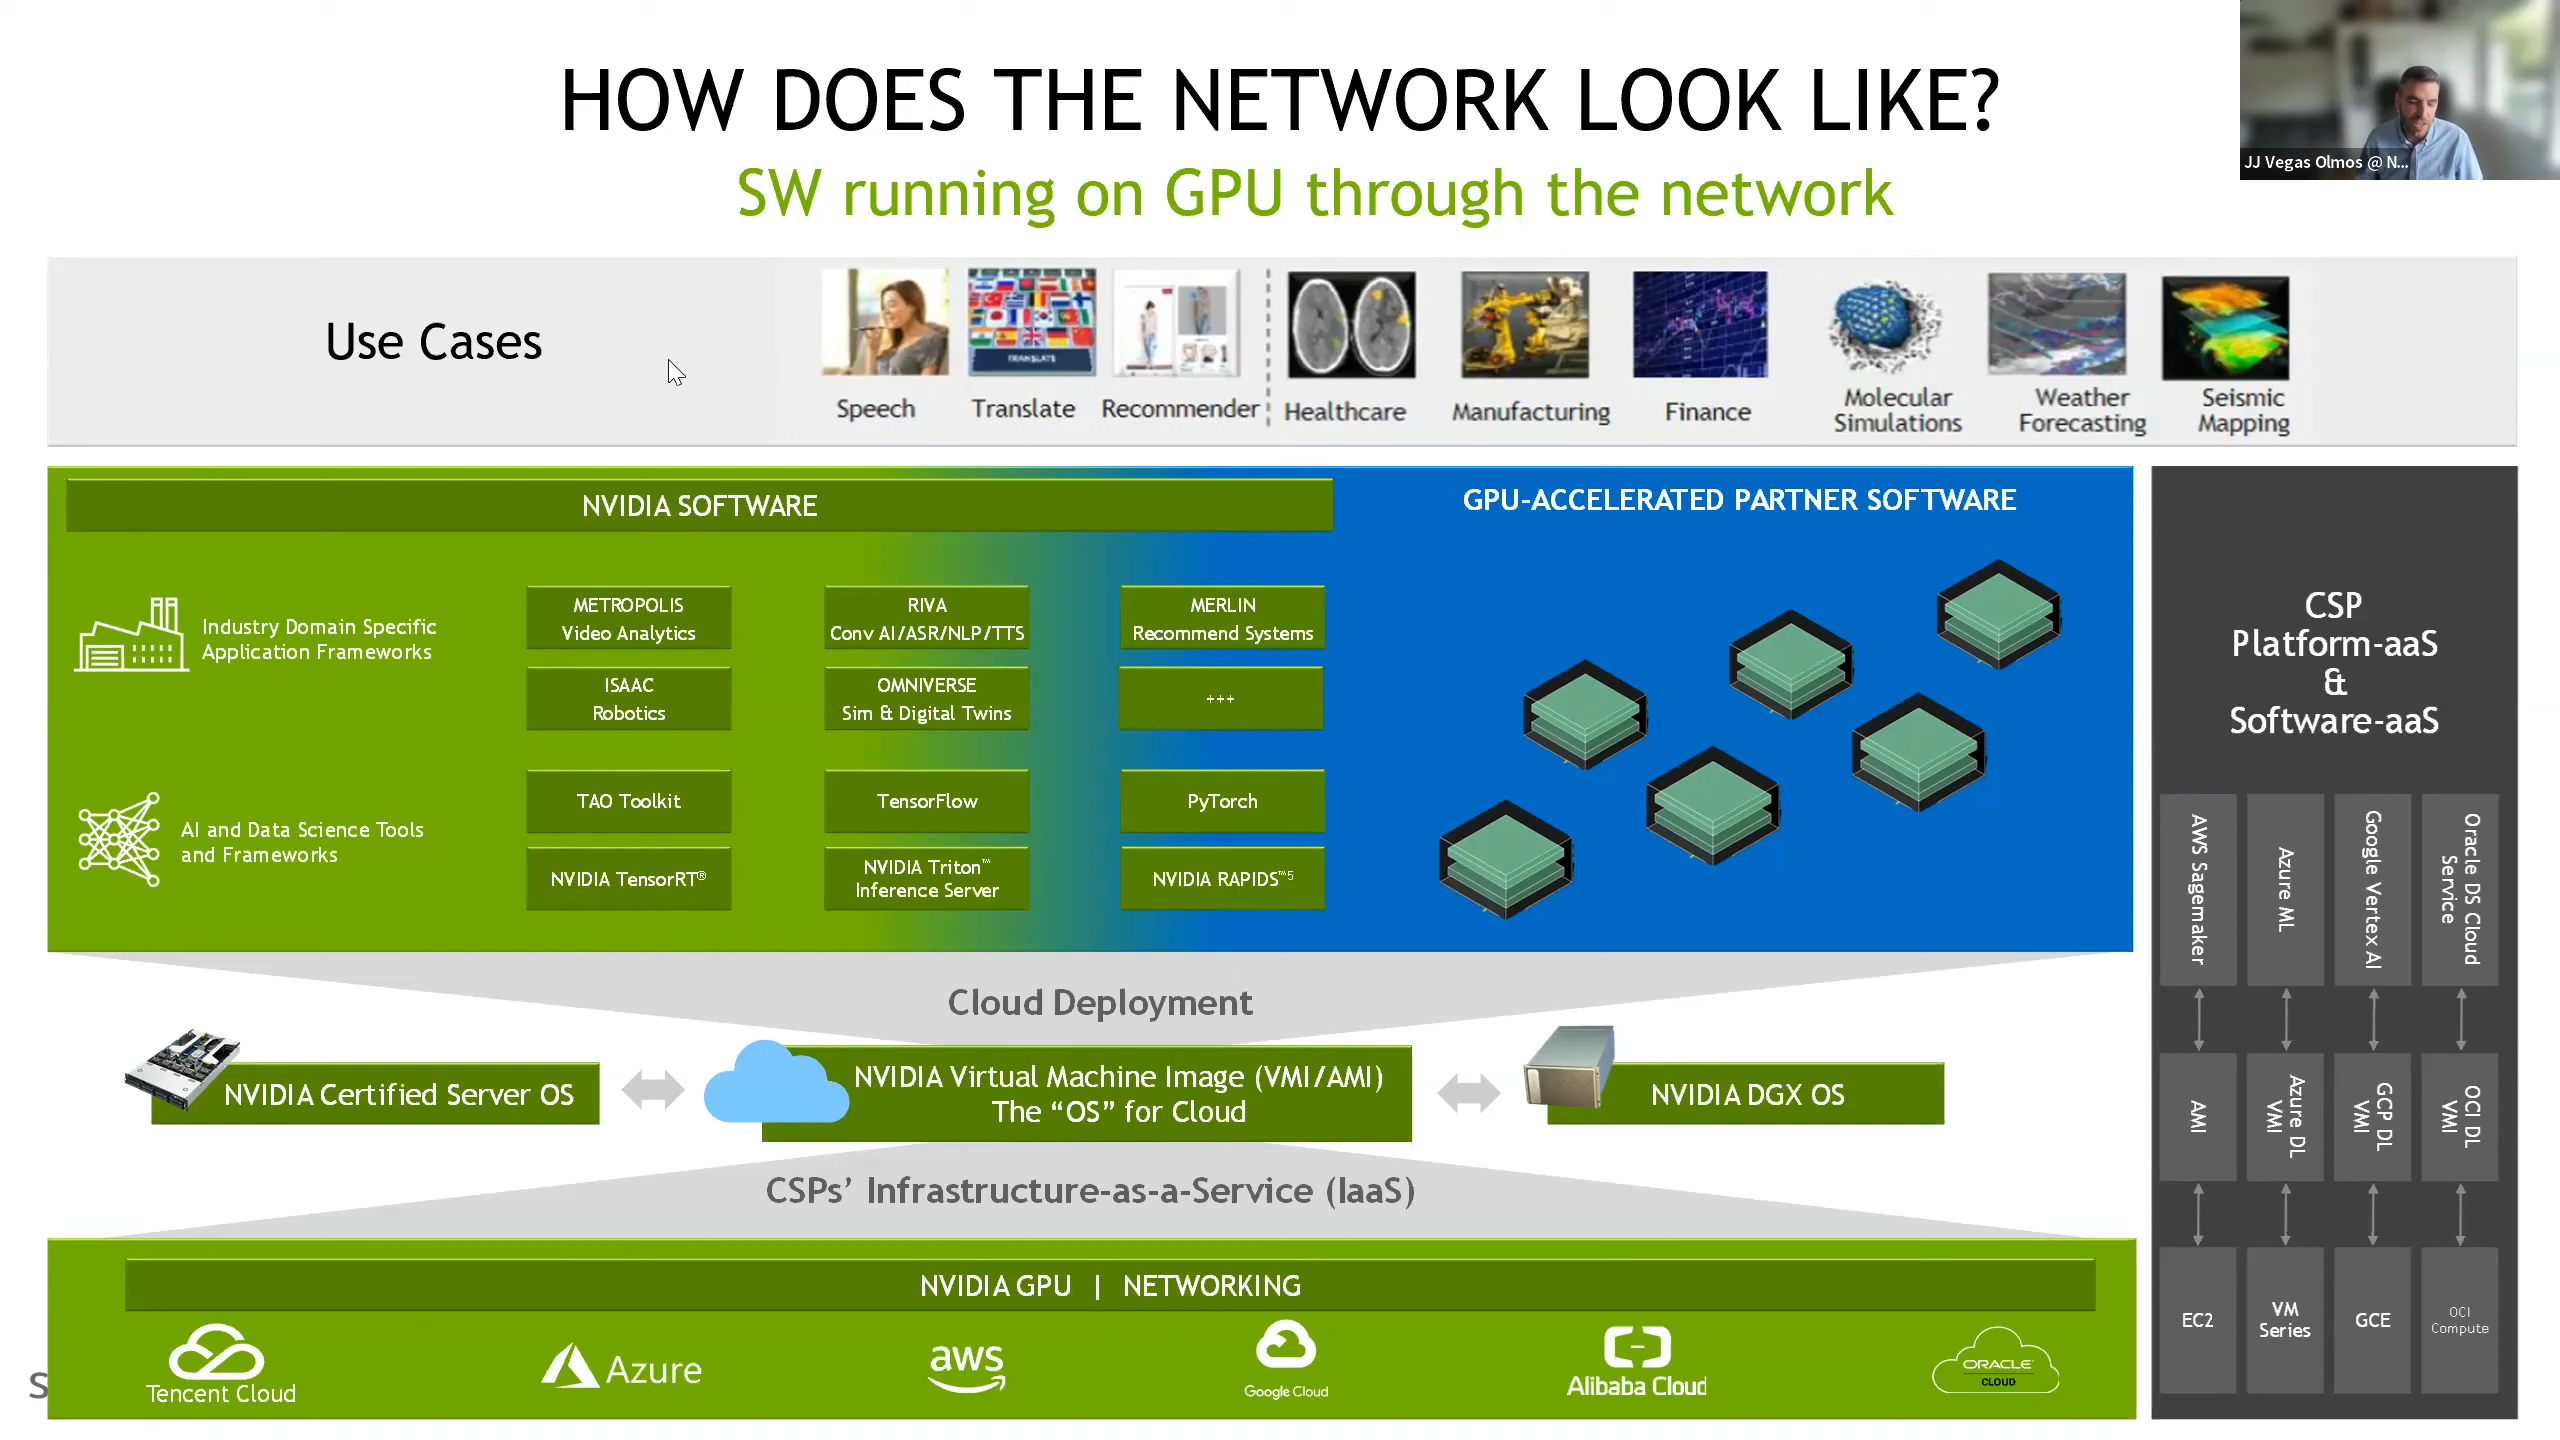 HOW DOES THE NETWORK LOOK LIKE?
SW running on GPU through the network
JJ Vegas Olmos @ N...
Use Cases
TRANSLATE
Speech
Translate
Recommender
Healthcare
Manufacturing
Finance
Molecular
Simulations
Weather
Forecasting
Seismic
Mapping
NVIDIA SOFTWARE
GPU-ACCELERATED PARTNER SOFTWARE
Industry Domain Specific
Application Frameworks
METROPOLIS
Video Analytics
RIVA
Conv AI/ASR/NLP/TTS
MERLIN
Recommend Systems
ISAAC
Robotics
OMNIVERSE
Sim & Digital Twins
+++
AI and Data Science Tools
and Frameworks
TAO Toolkit
TensorFlow
PyTorch
NVIDIA TensorRT®
NVIDIA Triton™
Inference Server
NVIDIA RAPIDS™5
Cloud Deployment
NVIDIA Certified Server OS
NVIDIA Virtual Machine Image (VMI/AMI)
The “OS” for Cloud
NVIDIA DGX OS
CSPs’ Infrastructure-as-a-Service (IaaS)
NVIDIA GPU | NETWORKING
S
Tencent Cloud
Azure
aws
Google Cloud
Alibaba Cloud
ORACLE
CLOUD
CSP
Platform-aaS
&
Software-aaS
AWS Sagemaker
Azure ML
Google Vertex AI
Oracle DS Cloud
Service
AMI
Azure DL
VMI
GCP DL
VMI
OCI DL
VMI
EC2
VM
Series
GCE
OCI
Compute